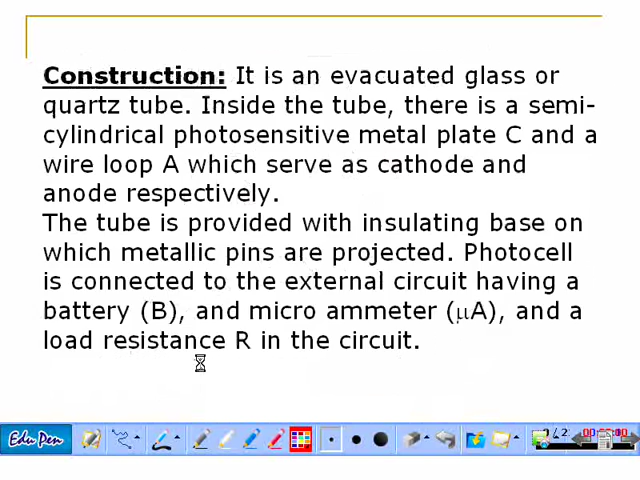 Construction: It is an evacuated glass or
quartz tube. Inside the tube, there is a semi-
cylindrical photosensitive metal plate C and a
wire loop A which serve as cathode and
anode respectively.
The tube is provided with insulating base on
which metallic pins are projected. Photocell
is connected to the external circuit having a
battery (B), and micro ammeter (μA), and a
load resistance R in the circuit.
Edu Pen